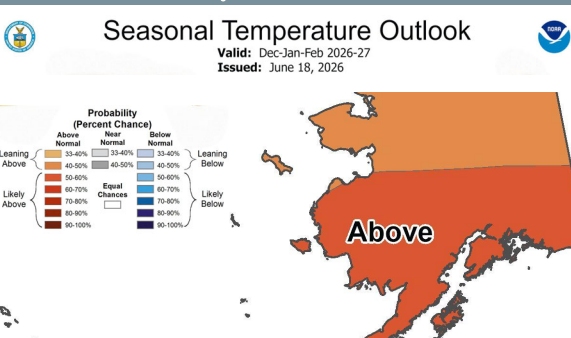 Seasonal Temperature Outlook
Valid: Dec-Jan-Feb 2026-27
Issued: June 18, 2026
NOAA
Probability
(Percent Chance)
Above Normal
Near Normal
Below Normal
Leaning Above
33-40%
33-40%
33-40%
Leaning Below
40-50%
40-50%
40-50%
Likely Above
50-60%
Equal Chances
50-60%
Likely Below
60-70%
60-70%
70-80%
70-80%
80-90%
80-90%
90-100%
90-100%
Above